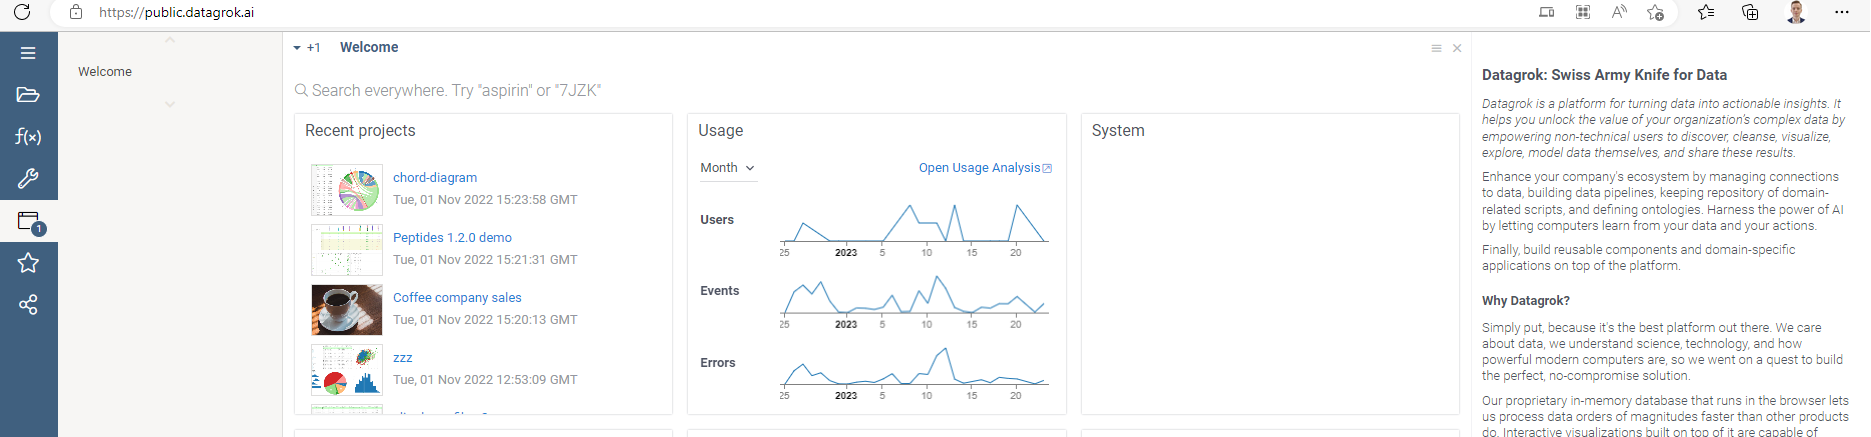 https://public.datagrok.ai
Welcome
+1
Welcome
Search everywhere. Try "aspirin" or "7JZK"
Recent projects
chord-diagram
Tue, 01 Nov 2022 15:23:58 GMT
Peptides 1.2.0 demo
Tue, 01 Nov 2022 15:21:31 GMT
Coffee company sales
Tue, 01 Nov 2022 15:20:13 GMT
zzz
Tue, 01 Nov 2022 12:53:09 GMT
Usage
Month
Open Usage Analysis
Users
25 2023 5 10 15 20
Events
25 2023 5 10 15 20
Errors
25 2023 5 10 15 20
System
f(x)
1
Datagrok: Swiss Army Knife for Data
Datagrok is a platform for turning data into actionable insights. It
helps you unlock the value of your organization's complex data by
empowering non-technical users to discover, cleanse, visualize,
explore, model data themselves, and share these results.
Enhance your company's ecosystem by managing connections
to data, building data pipelines, keeping repository of domain-
related scripts, and defining ontologies. Harness the power of AI
by letting computers learn from your data and your actions.
Finally, build reusable components and domain-specific
applications on top of the platform.
Why Datagrok?
Simply put, because it's the best platform out there. We care
about data, we understand science, technology, and how
powerful modern computers are, so we went on a quest to build
the perfect, no-compromise solution.
Our proprietary in-memory database that runs in the browser lets
us process data orders of magnitudes faster than other products
do. Interactive visualizations built on top of it are capable of